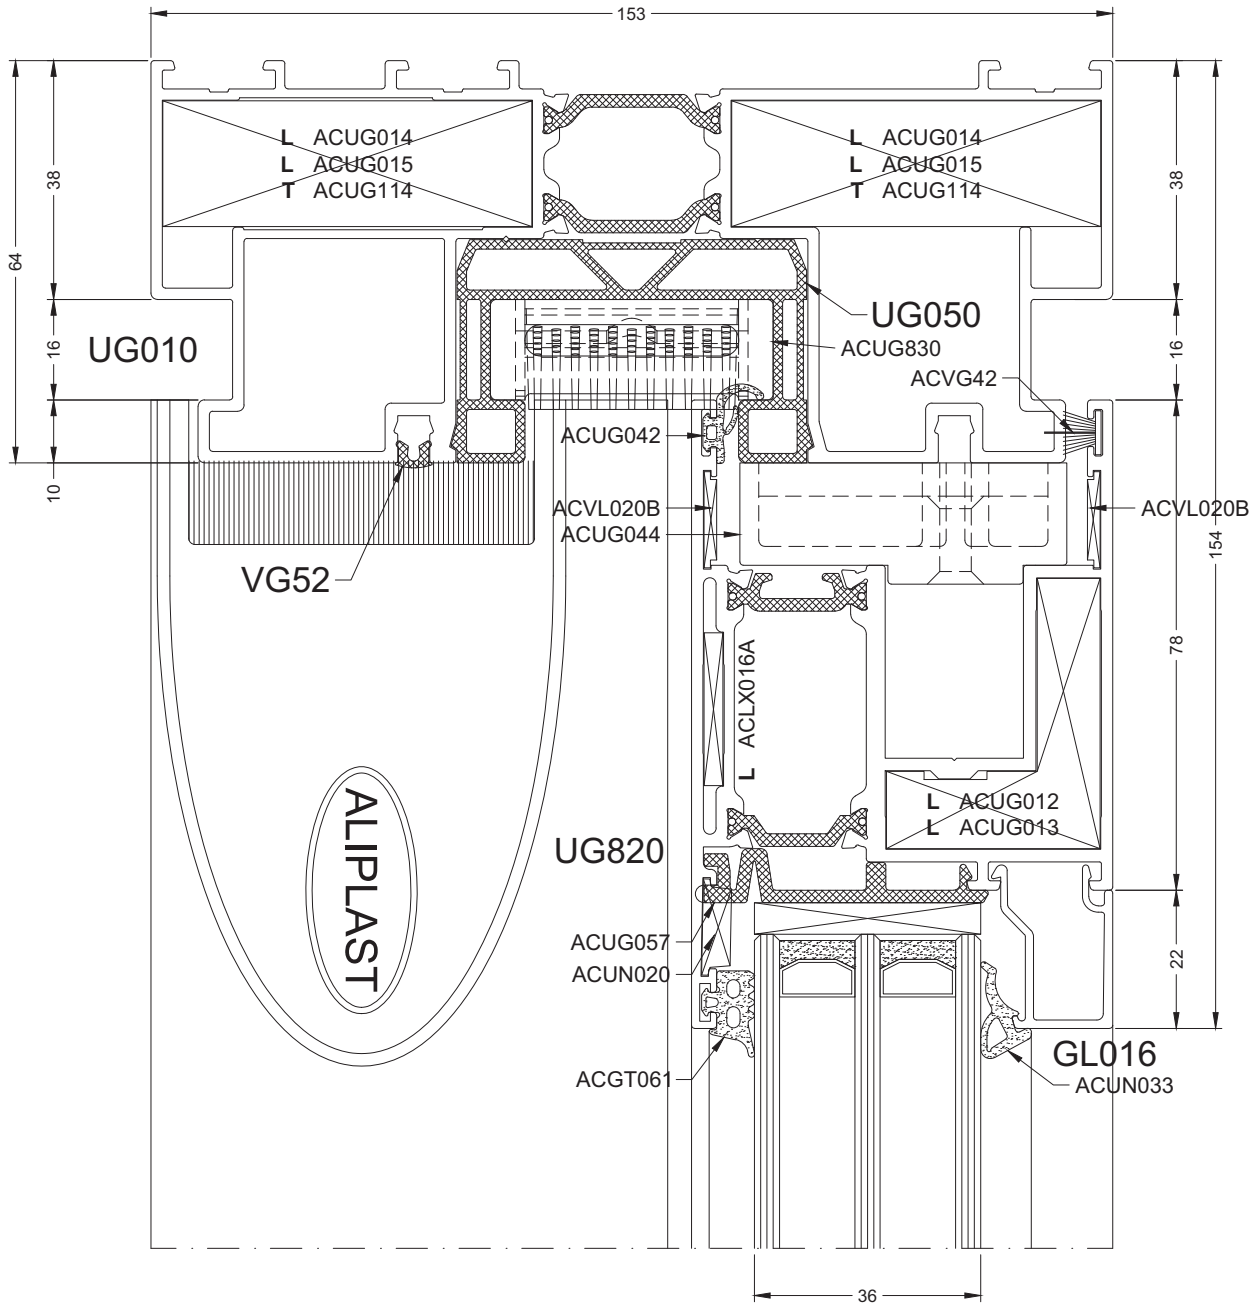 153
L ACUG014
L ACUG015
T ACUG114
L ACUG014
L ACUG015
T ACUG114
38
64
38
16
UG010
UG050
ACUG830
16
ACVG42
ACUG042
10
ACVL020B
ACUG044
ACVL020B
154
VG52
78
L ACLX016A
L ACUG012
L ACUG013
ALIPLAST
UG820
ACUG057
ACUN020
22
GL016
ACGT061
ACUN033
36